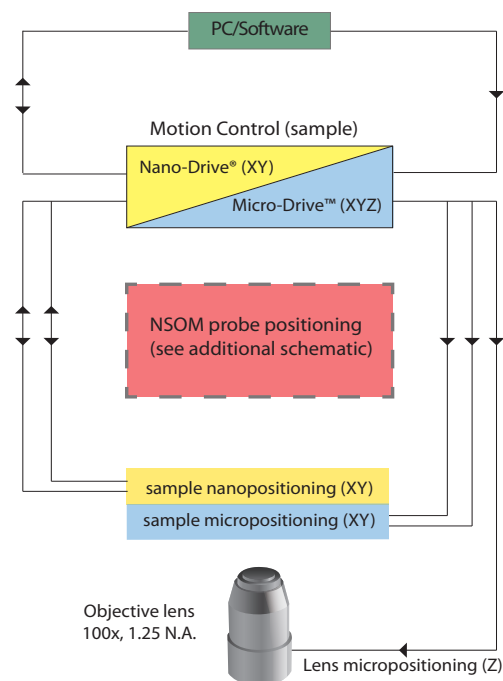 PC/Software
Motion Control (sample)
Nano-Drive® (XY)
Micro-Drive™ (XYZ)
NSOM probe positioning
(see additional schematic)
sample nanopositioning (XY)
sample micropositioning (XY)
Objective lens
100x, 1.25 N.A.
Lens micropositioning (Z)